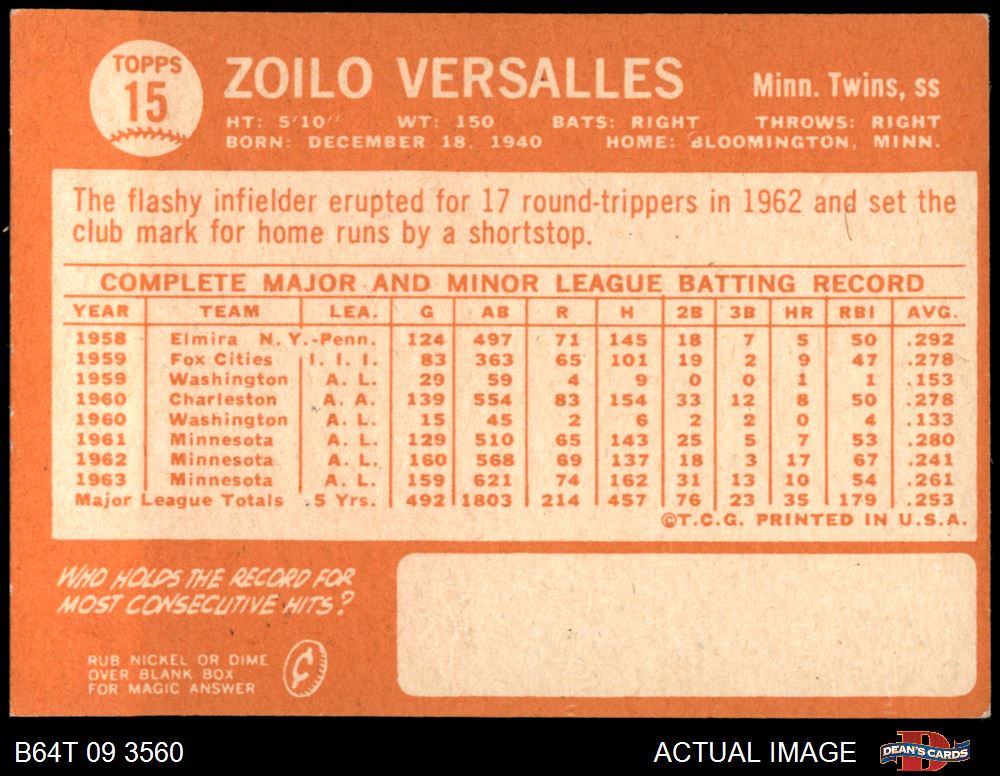 TOPPS
15
ZOILO VERSALLES
Minn. Twins, ss
HT: 5'10" WT: 150 BATS: RIGHT THROWS: RIGHT
BORN: DECEMBER 18, 1940 HOME: BLOOMINGTON, MINN.
The flashy infielder erupted for 17 round-trippers in 1962 and set the
club mark for home runs by a shortstop.
COMPLETE MAJOR AND MINOR LEAGUE BATTING RECORD
YEAR TEAM LEA. G AB R H 2B 3B HR RBI AVG.
1958 Elmira N. Y.-Penn. 124 497 71 145 18 7 5 50 .292
1959 Fox Cities I. I. I. 83 363 65 101 19 2 9 47 .278
1959 Washington A. L. 29 59 4 9 0 0 1 1 .153
1960 Charleston A. A. 139 554 83 154 33 12 8 50 .278
1960 Washington A. L. 15 45 2 6 2 2 0 4 .133
1961 Minnesota A. L. 129 510 65 143 25 5 7 53 .280
1962 Minnesota A. L. 160 568 69 137 18 3 17 67 .241
1963 Minnesota A. L. 159 621 74 162 31 13 10 54 .261
Major League Totals 5 Yrs. 492 1803 214 457 76 23 35 179 .253
©T.C.G. PRINTED IN U.S.A.
WHO HOLDS THE RECORD FOR
MOST CONSECUTIVE HITS?
RUB NICKEL OR DIME
OVER BLANK BOX
FOR MAGIC ANSWER
¢
B64T 09 3560
ACTUAL IMAGE
D
DEAN'S CARDS